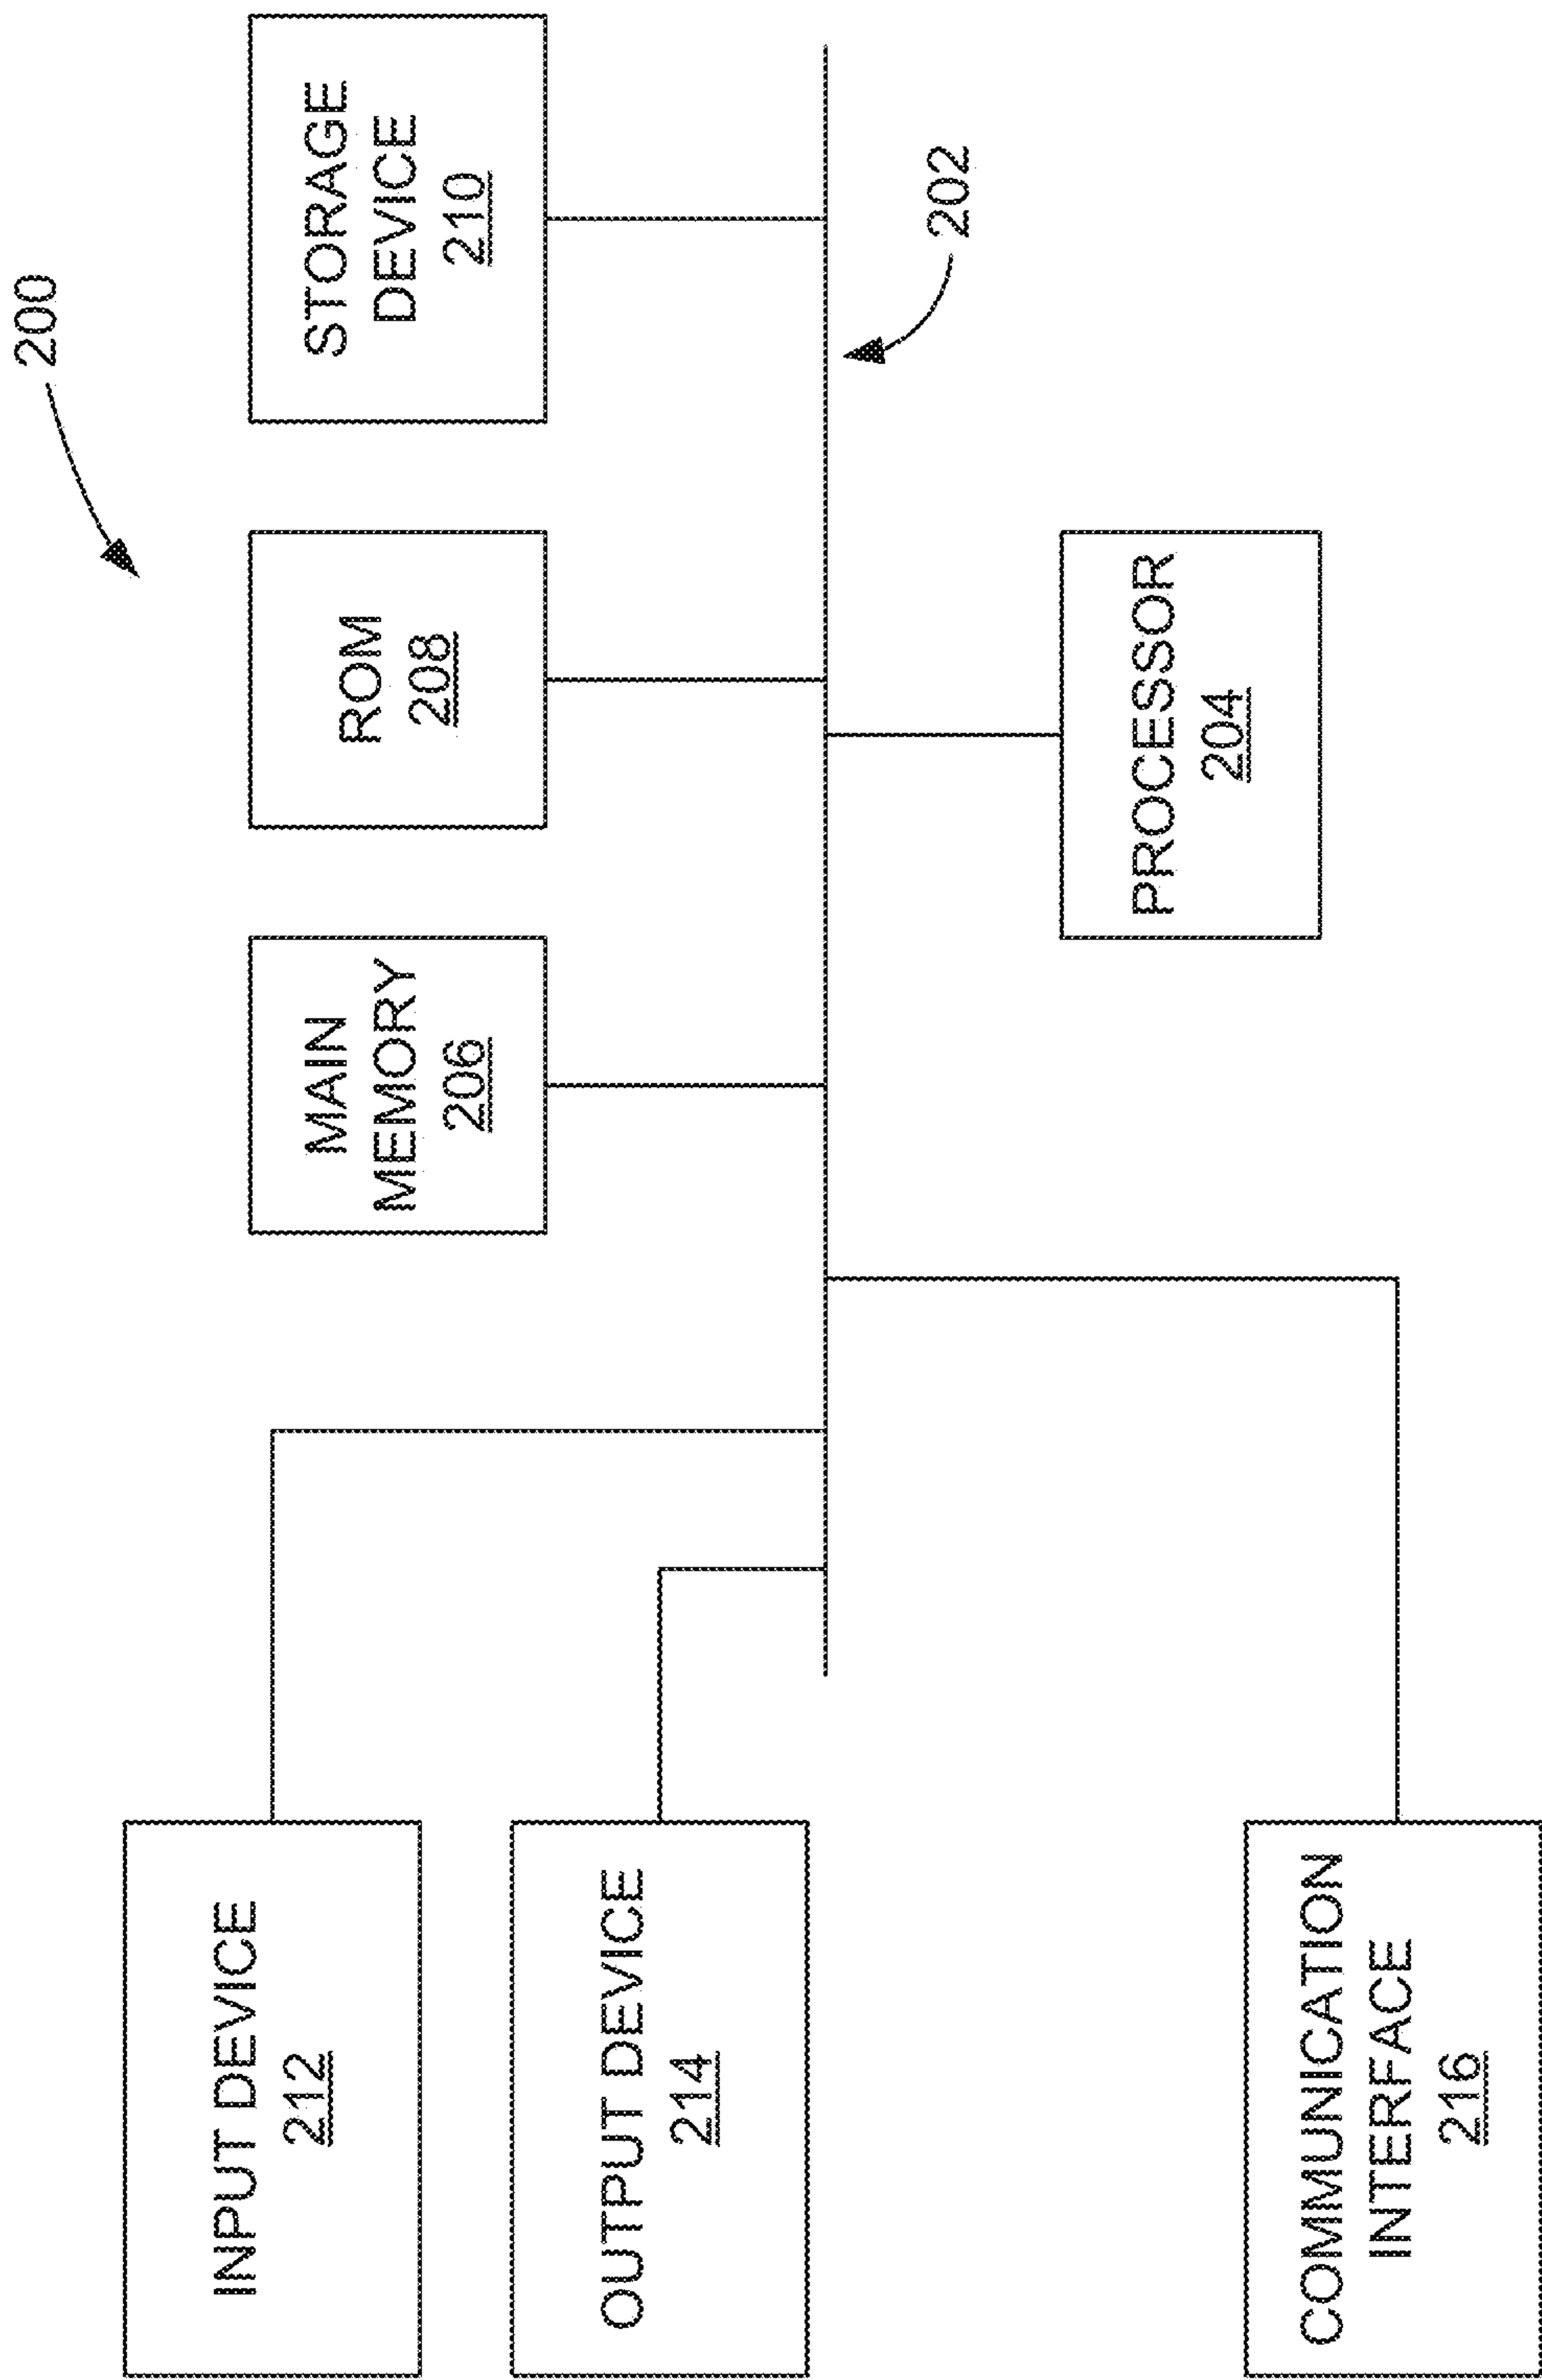 200
INPUT DEVICE
212
MAIN
MEMORY
206
ROM
208
STORAGE
DEVICE
210
OUTPUT DEVICE
214
202
PROCESSOR
204
COMMUNICATION
INTERFACE
216